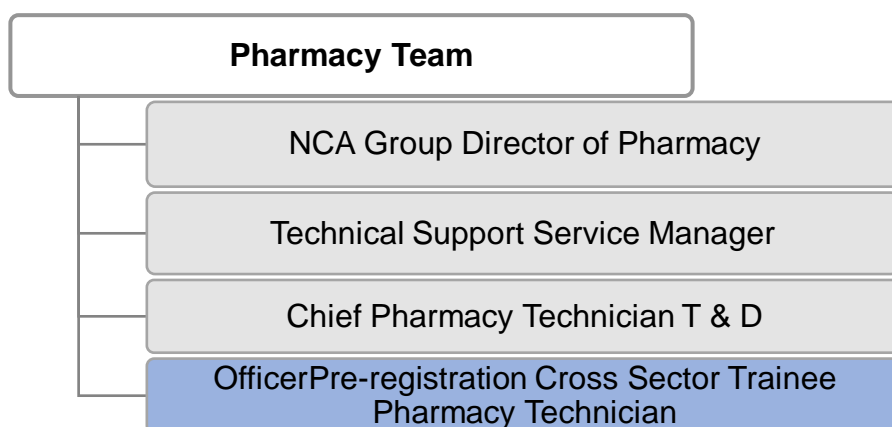 Pharmacy Team
NCA Group Director of Pharmacy
Technical Support Service Manager
Chief Pharmacy Technician T & D
OfficerPre-registration Cross Sector Trainee
Pharmacy Technician